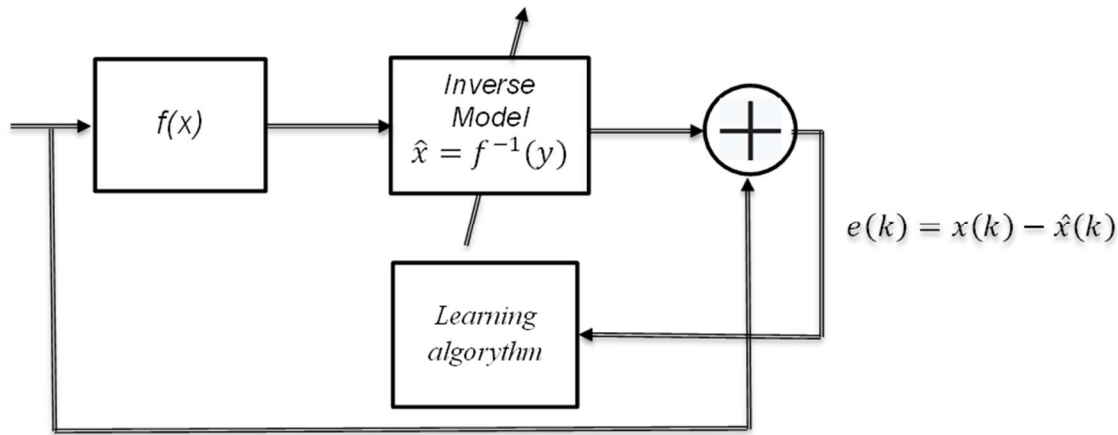 f(x)
Inverse
Model
x̂ = f⁻¹(y)
e(k) = x(k) − x̂(k)
Learning
algorythm